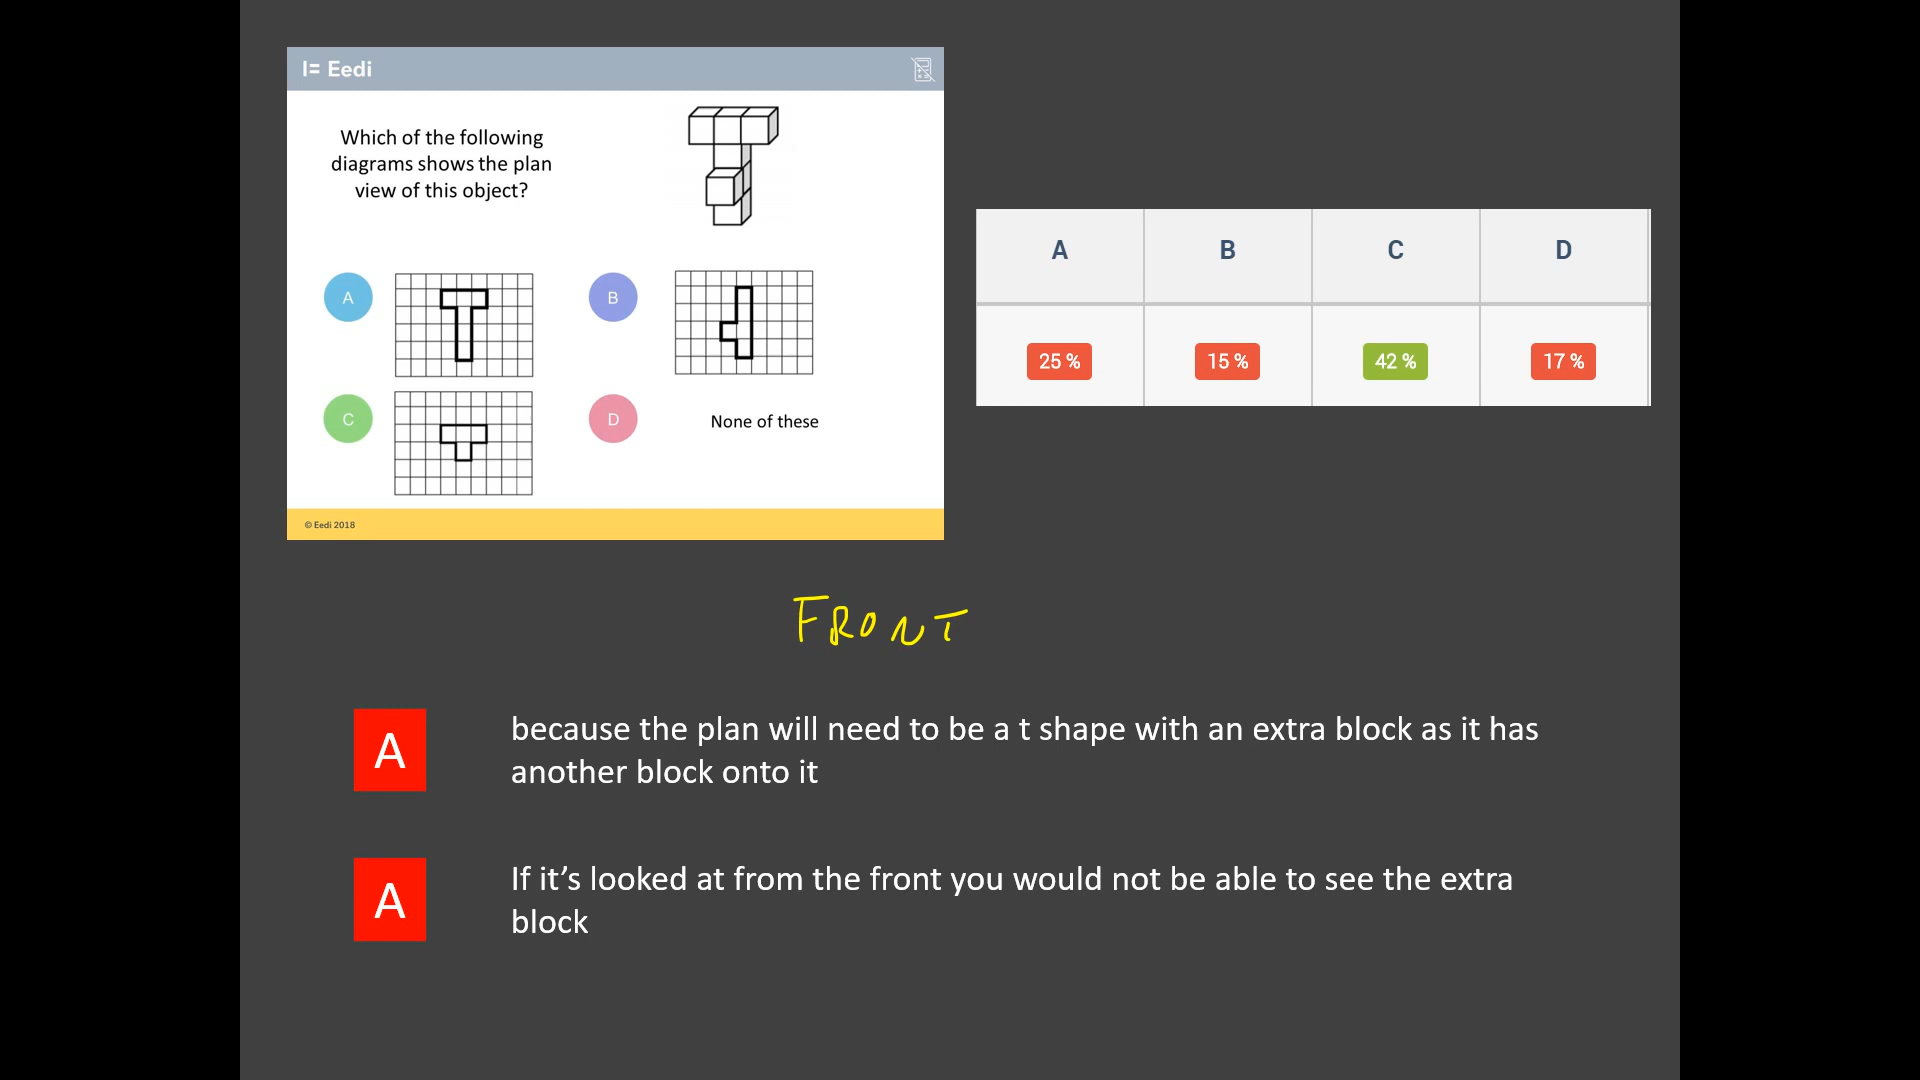 I= Eedi
Which of the following
diagrams shows the plan
view of this object?
A
B
C
D
None of these
© Eedi 2018
A B C D
25 % 15 % 42 % 17 %
FRONT
A
because the plan will need to be a t shape with an extra block as it has
another block onto it
A
If it’s looked at from the front you would not be able to see the extra
block